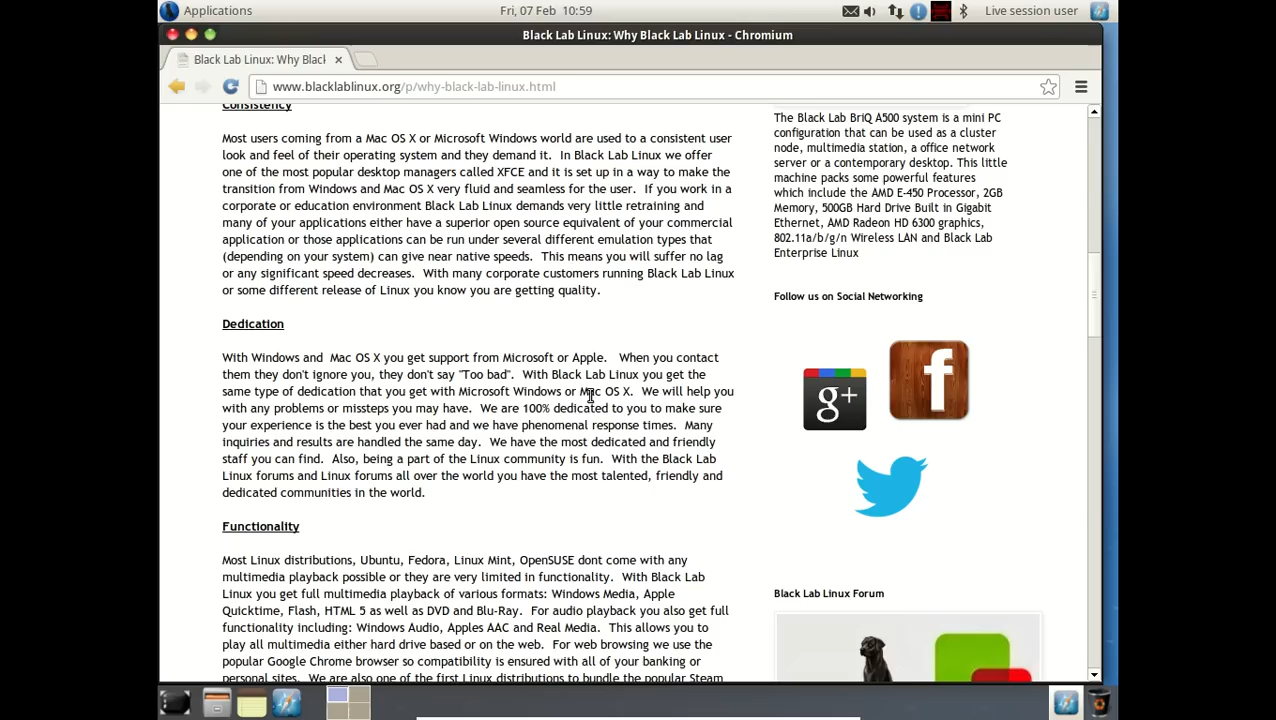 Applications
Fri, 07 Feb 10:59
Live session user
Black Lab Linux: Why Black Lab Linux - Chromium
Black Lab Linux: Why Black
www.blacklablinux.org/p/why-black-lab-linux.html
Consistency
Most users coming from a Mac OS X or Microsoft Windows world are used to a consistent user
look and feel of their operating system and they demand it.  In Black Lab Linux we offer
one of the most popular desktop managers called XFCE and it is set up in a way to make the
transition from Windows and Mac OS X very fluid and seamless for the user.  If you work in a
corporate or education environment Black Lab Linux demands very little retraining and
many of your applications either have a superior open source equivalent of your commercial
application or those applications can be run under several different emulation types that
(depending on your system) can give near native speeds.  This means you will suffer no lag
or any significant speed decreases.  With many corporate customers running Black Lab Linux
or some different release of Linux you know you are getting quality.
Dedication
With Windows and  Mac OS X you get support from Microsoft or Apple.   When you contact
them they don't ignore you, they don't say "Too bad".  With Black Lab Linux you get the
same type of dedication that you get with Microsoft Windows or Mac OS X.  We will help you
with any problems or missteps you may have.  We are 100% dedicated to you to make sure
your experience is the best you ever had and we have phenomenal response times.  Many
inquiries and results are handled the same day.  We have the most dedicated and friendly
staff you can find.  Also, being a part of the Linux community is fun.  With the Black Lab
Linux forums and Linux forums all over the world you have the most talented, friendly and
dedicated communities in the world.
Functionality
Most Linux distributions, Ubuntu, Fedora, Linux Mint, OpenSUSE dont come with any
multimedia playback possible or they are very limited in functionality.  With Black Lab
Linux you get full multimedia playback of various formats: Windows Media, Apple
Quicktime, Flash, HTML 5 as well as DVD and Blu-Ray.  For audio playback you also get full
functionality including: Windows Audio, Apples AAC and Real Media.  This allows you to
play all multimedia either hard drive based or on the web.  For web browsing we use the
popular Google Chrome browser so compatibility is ensured with all of your banking or
personal sites.  We are also one of the first Linux distributions to bundle the popular Steam
The Black Lab BriQ A500 system is a mini PC
configuration that can be used as a cluster
node, multimedia station, a office network
server or a contemporary desktop. This little
machine packs some powerful features
which include the AMD E-450 Processor, 2GB
Memory, 500GB Hard Drive Built in Gigabit
Ethernet, AMD Radeon HD 6300 graphics,
802.11a/b/g/n Wireless LAN and Black Lab
Enterprise Linux
Follow us on Social Networking
g+
f
Black Lab Linux Forum